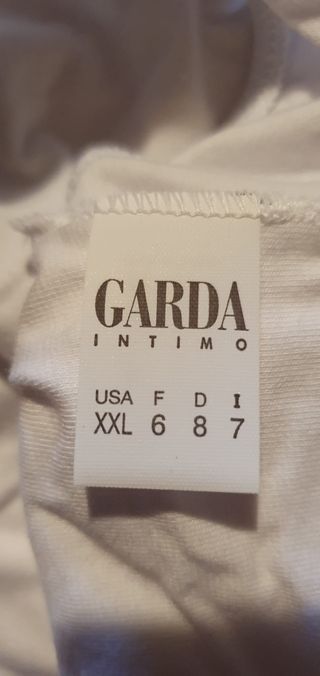 GARDA
INTIMO
USA F D I
XXL 6 8 7